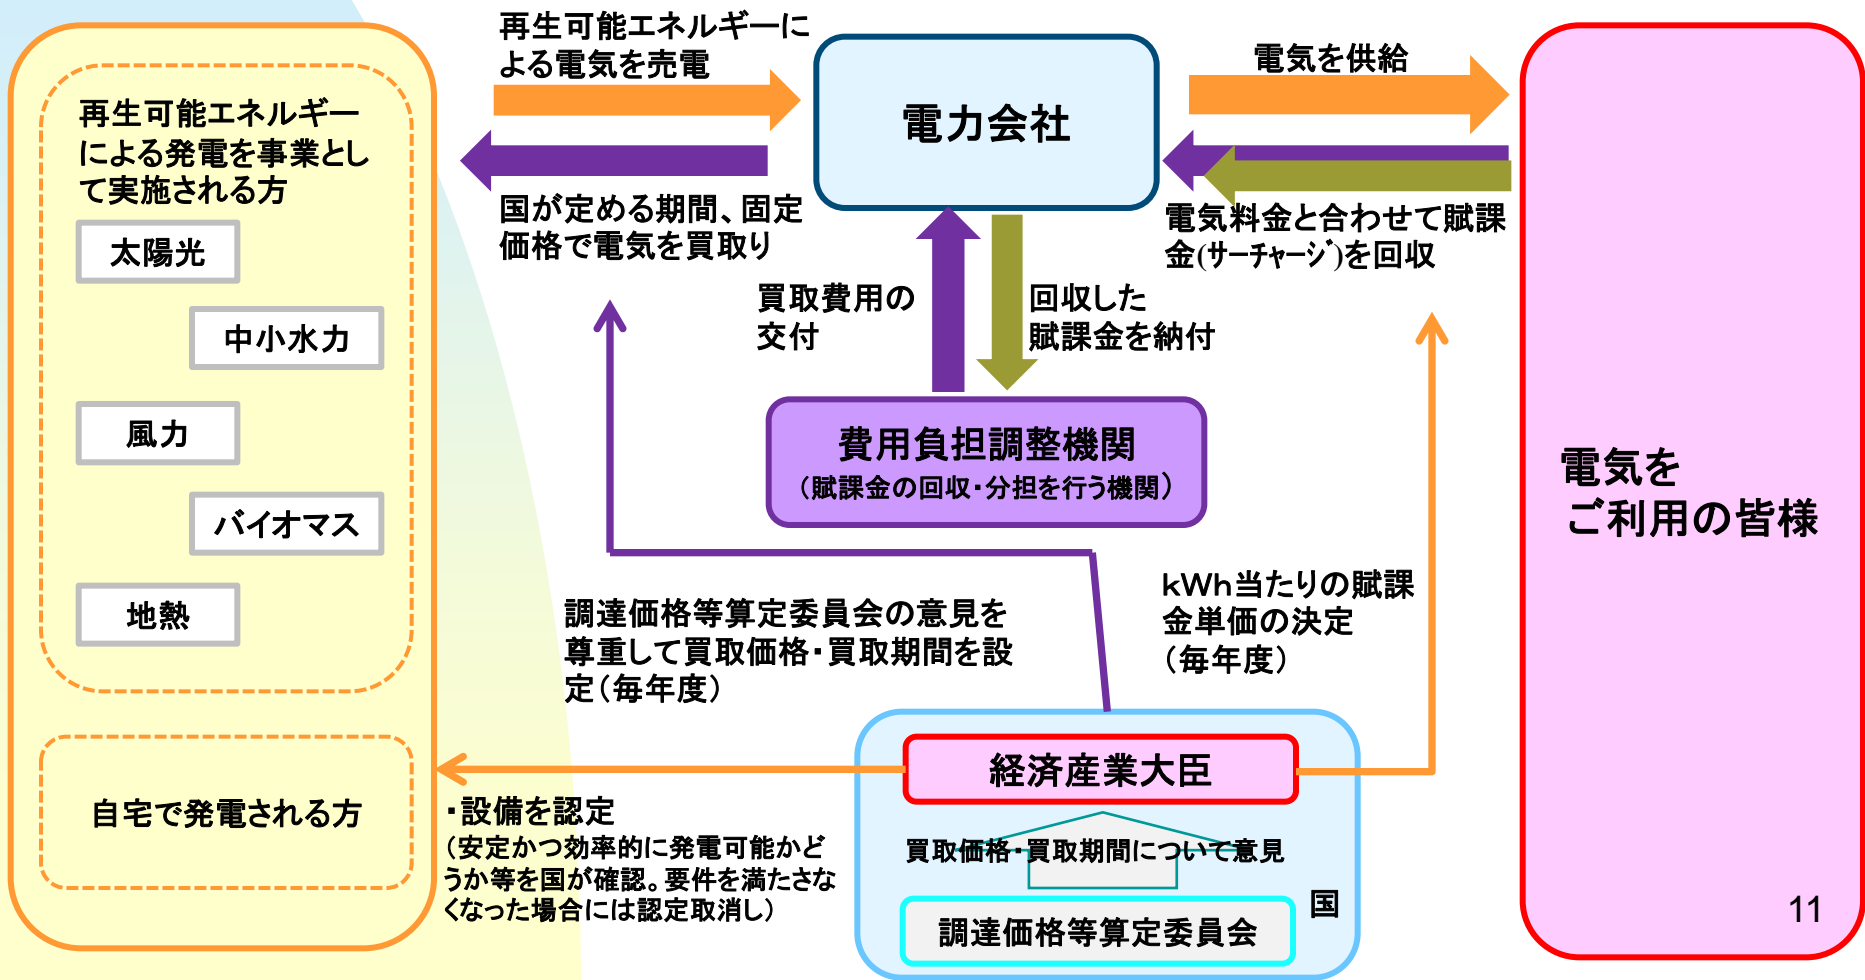 再生可能エネルギーに
よる電気を売電
電力会社
電気を供給
再生可能エネルギー
による発電を事業とし
て実施される方
太陽光
中小水力
風力
バイオマス
地熱
自宅で発電される方
国が定める期間、固定
価格で電気を買取り
電気料金と合わせて賦課
金(サーチャージ)を回収
買取費用の
交付
回収した
賦課金を納付
費用負担調整機関
(賦課金の回収・分担を行う機関)
電気を
ご利用の皆様
調達価格等算定委員会の意見を
尊重して買取価格・買取期間を設
定(毎年度)
kWh当たりの賦課
金単価の決定
(毎年度)
経済産業大臣
・設備を認定
(安定かつ効率的に発電可能かど
うか等を国が確認。要件を満たさな
くなった場合には認定取消し)
買取価格・買取期間について意見
国
調達価格等算定委員会
11